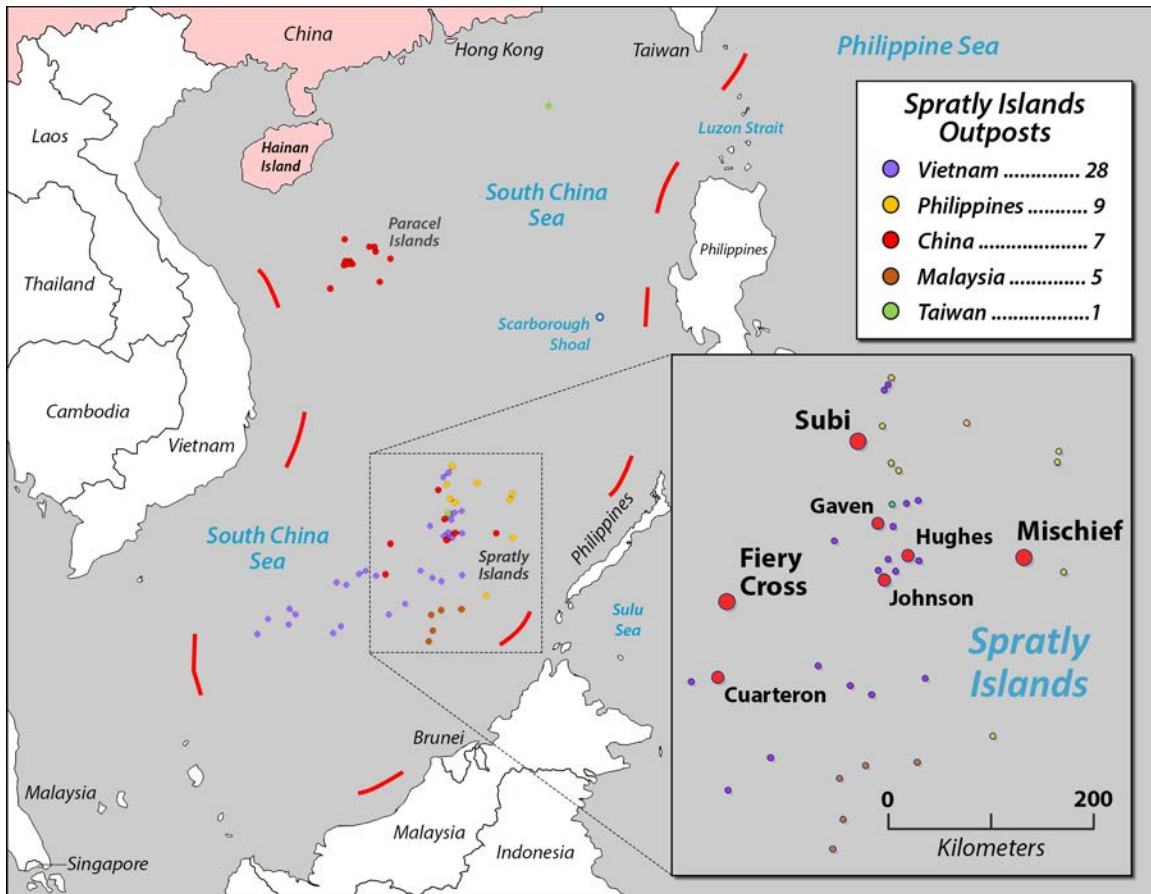 China
Hong Kong
Taiwan
Philippine Sea
Laos
Hainan
Island
Luzon Strait
South China
Sea
Paracel
Islands
Thailand
Philippines
Scarborough
Shoal
Cambodia
Vietnam
South China
Sea
Spratly
Islands
Philippines
Sulu
Sea
Brunei
Malaysia
Singapore
Malaysia
Indonesia
Spratly Islands
Outposts
Vietnam ............. 28
Philippines ........... 9
China .................... 7
Malaysia .............. 5
Taiwan ...................1
Subi
Gaven
Hughes
Mischief
Fiery
Cross
Johnson
Spratly
Islands
Cuarteron
0 200
Kilometers